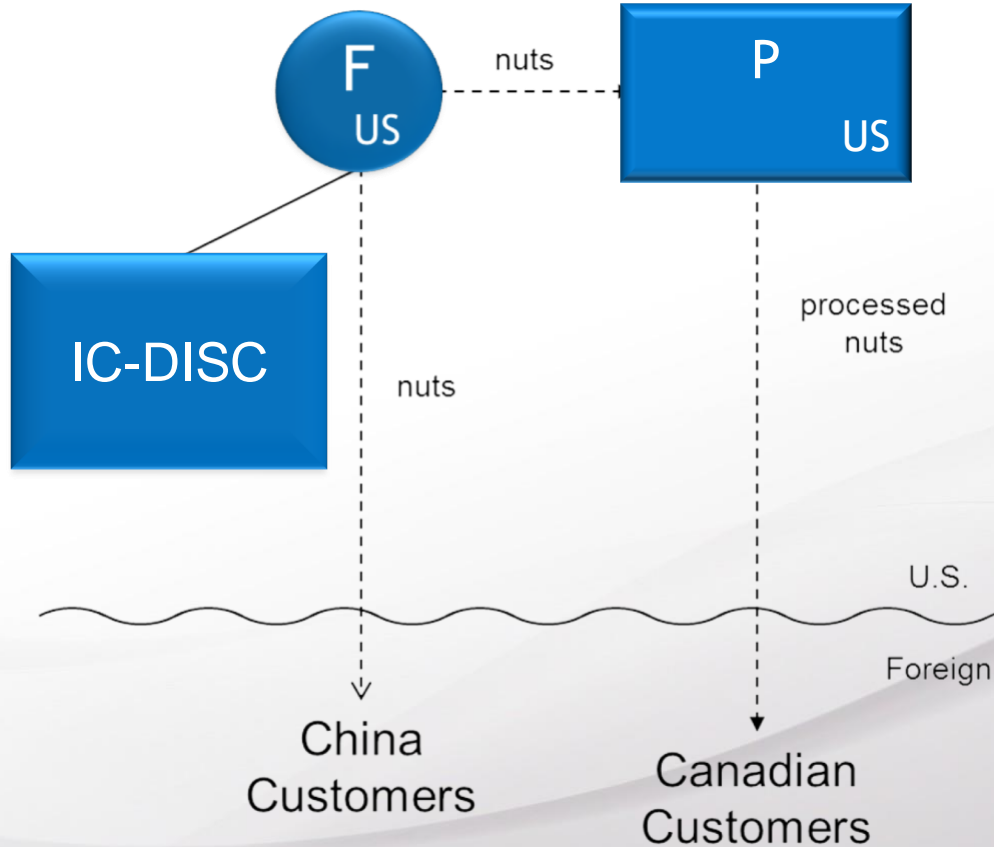 F
US
nuts
P
US
IC-DISC
nuts
processed
nuts
U.S.
Foreign
China
Customers
Canadian
Customers